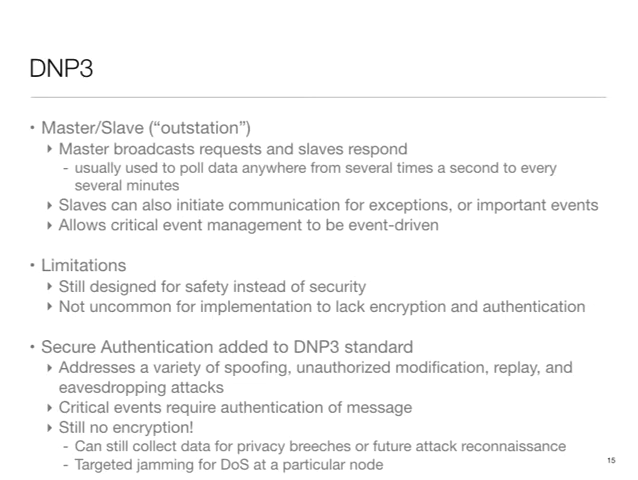 DNP3
• Master/Slave (“outstation”)
‣ Master broadcasts requests and slaves respond
- usually used to poll data anywhere from several times a second to every
several minutes
‣ Slaves can also initiate communication for exceptions, or important events
‣ Allows critical event management to be event-driven
• Limitations
‣ Still designed for safety instead of security
‣ Not uncommon for implementation to lack encryption and authentication
• Secure Authentication added to DNP3 standard
‣ Addresses a variety of spoofing, unauthorized modification, replay, and
eavesdropping attacks
‣ Critical events require authentication of message
‣ Still no encryption!
- Can still collect data for privacy breeches or future attack reconnaissance
- Targeted jamming for DoS at a particular node
15